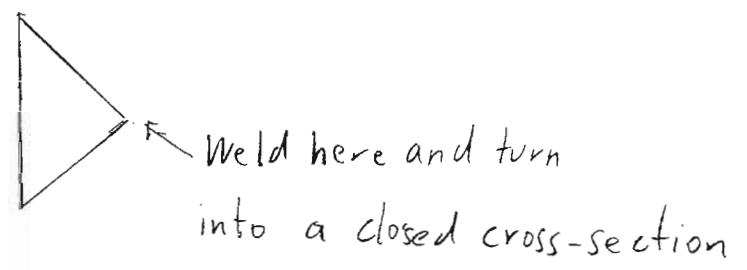 Weld here and turn
into a closed cross-section